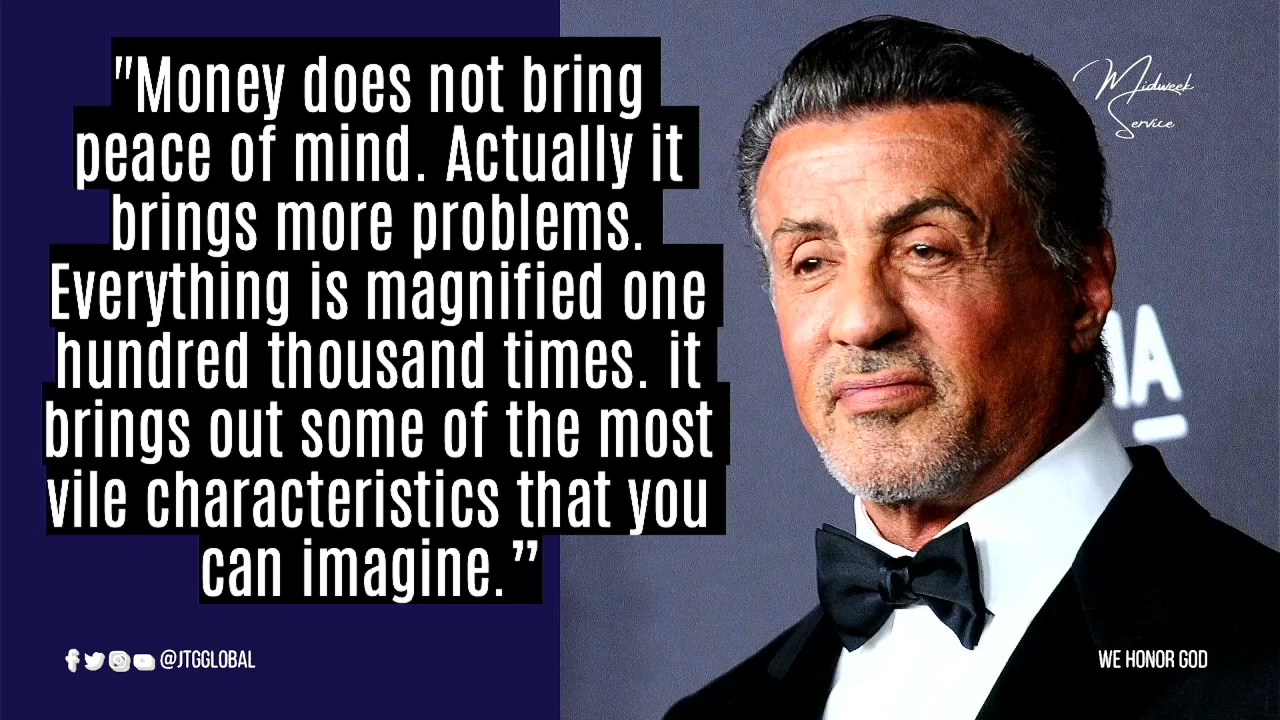 "Money does not bring
peace of mind. Actually it
brings more problems.
Everything is magnified one
hundred thousand times. it
brings out some of the most
vile characteristics that you
can imagine.”
@JTGGLOBAL
Midweek
Service
MA
WE HONOR GOD